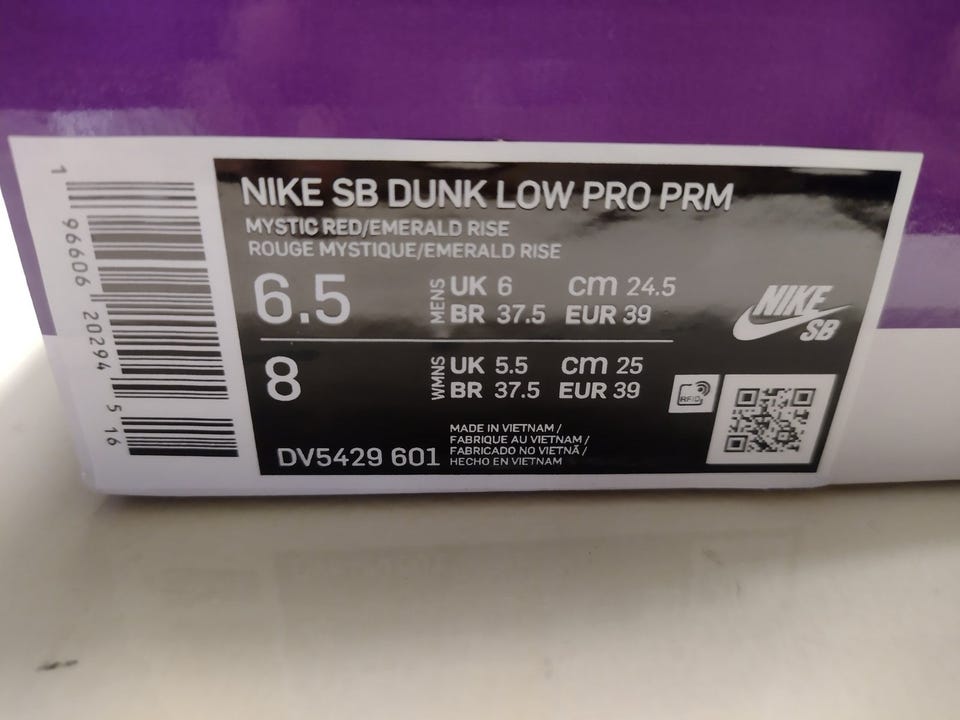 1 96606 20294 5 16
NIKE SB DUNK LOW PRO PRM
MYSTIC RED/EMERALD RISE
ROUGE MYSTIQUE/EMERALD RISE
6.5 MENS UK 6 cm 24.5
BR 37.5 EUR 39
8 WMNS UK 5.5 cm 25
BR 37.5 EUR 39
NIKE
SB
RFID
DV5429 601
MADE IN VIETNAM /
FABRIQUE AU VIETNAM /
FABRICADO NO VIETNÃ /
HECHO EN VIETNAM